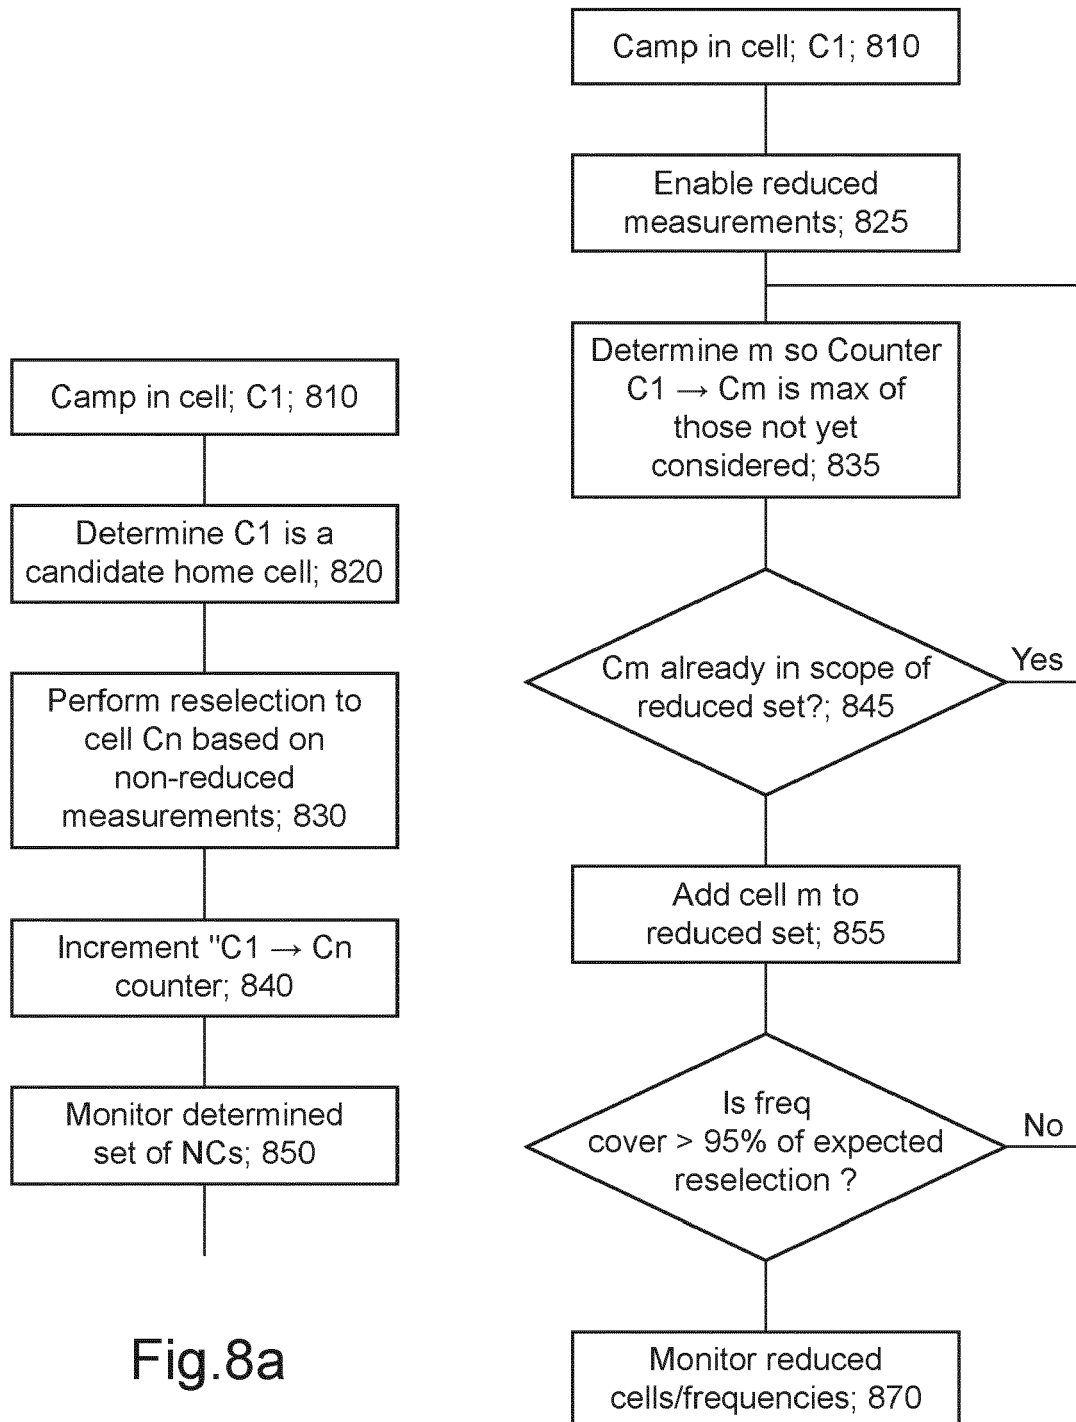 Camp in cell; C1; 810
Determine C1 is a
candidate home cell; 820
Perform reselection to
cell Cn based on
non-reduced
measurements; 830
Increment "C1 → Cn
counter; 840
Monitor determined
set of NCs; 850
Fig.8a
Camp in cell; C1; 810
Enable reduced
measurements; 825
Determine m so Counter
C1 → Cm is max of
those not yet
considered; 835
Cm already in scope of
reduced set?; 845
Yes
Add cell m to
reduced set; 855
Is freq
cover > 95% of expected
reselection ?
No
Monitor reduced
cells/frequencies; 870